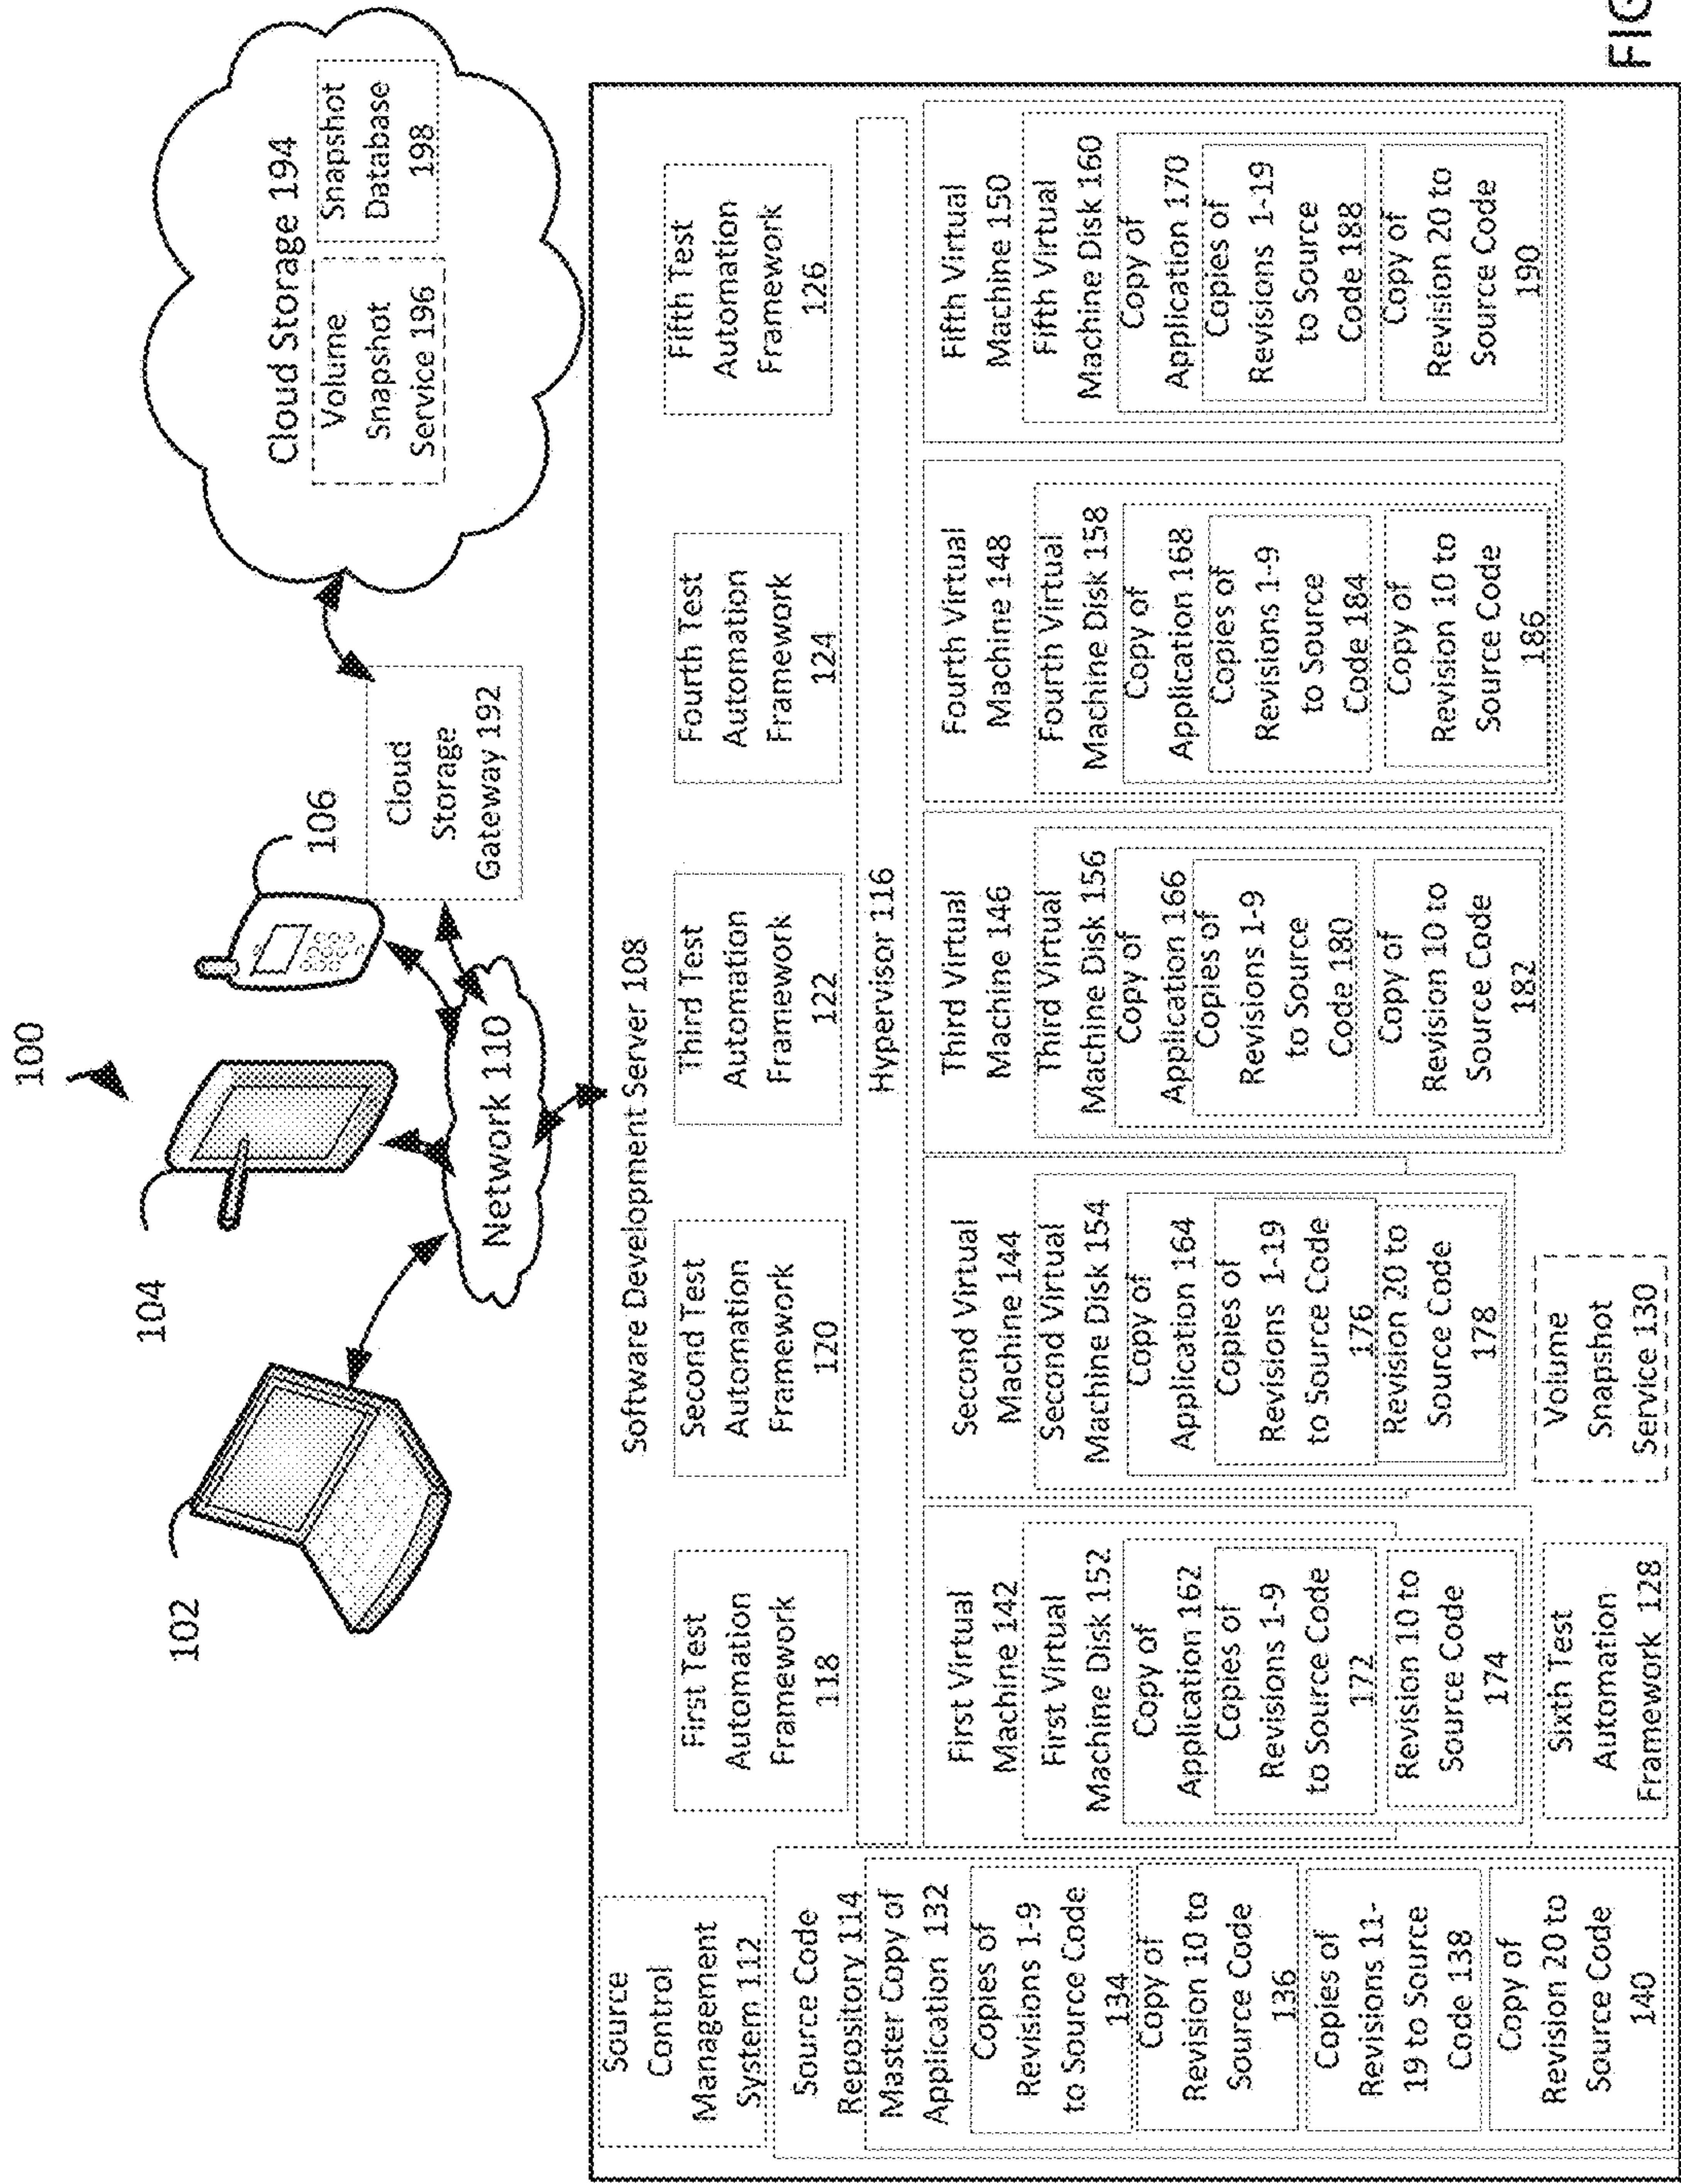 100
102
104
106
Network 110
Cloud
Storage
Gateway 192
Cloud Storage 194
Volume
Snapshot
Service 196
Snapshot
Database
198
Software Development Server 108
Source
Control
Management
System 112
First Test
Automation
Framework
118
Second Test
Automation
Framework
120
Third Test
Automation
Framework
122
Fourth Test
Automation
Framework
124
Fifth Test
Automation
Framework
126
Source Code
Repository 114
Master Copy of
Application 132
Copies of
Revisions 1-9
to Source Code
134
Copy of
Revision 10 to
Source Code
136
Copies of
Revisions 11-
19 to Source
Code 138
Copy of
Revision 20 to
Source Code
140
Hypervisor 116
First Virtual
Machine 142
First Virtual
Machine Disk 152
Copy of
Application 162
Copies of
Revisions 1-9
to Source Code
172
Revision 10 to
Source Code
174
Second Virtual
Machine 144
Second Virtual
Machine Disk 154
Copy of
Application 164
Copies of
Revisions 1-19
to Source Code
176
Revision 20 to
Source Code
178
Third Virtual
Machine 146
Third Virtual
Machine Disk 156
Copy of
Application 166
Copies of
Revisions 1-9
to Source
Code 180
Copy of
Revision 10 to
Source Code
182
Fourth Virtual
Machine 148
Fourth Virtual
Machine Disk 158
Copy of
Application 168
Copies of
Revisions 1-9
to Source
Code 184
Copy of
Revision 10 to
Source Code
186
Fifth Virtual
Machine 150
Fifth Virtual
Machine Disk 160
Copy of
Application 170
Copies of
Revisions 1-19
to Source
Code 188
Copy of
Revision 20 to
Source Code
190
Sixth Test
Automation
Framework 128
Volume
Snapshot
Service 130